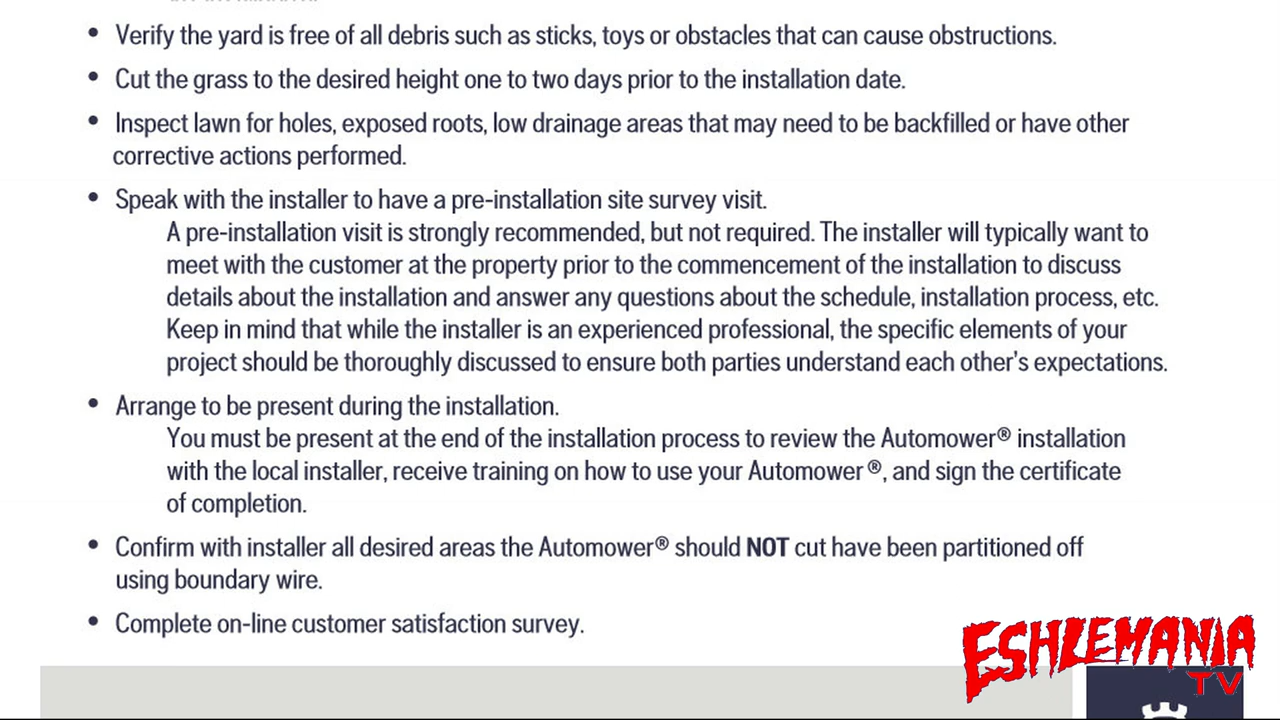 • Verify the yard is free of all debris such as sticks, toys or obstacles that can cause obstructions.
• Cut the grass to the desired height one to two days prior to the installation date.
• Inspect lawn for holes, exposed roots, low drainage areas that may need to be backfilled or have other
corrective actions performed.
• Speak with the installer to have a pre-installation site survey visit.
A pre-installation visit is strongly recommended, but not required. The installer will typically want to
meet with the customer at the property prior to the commencement of the installation to discuss
details about the installation and answer any questions about the schedule, installation process, etc.
Keep in mind that while the installer is an experienced professional, the specific elements of your
project should be thoroughly discussed to ensure both parties understand each other's expectations.
• Arrange to be present during the installation.
You must be present at the end of the installation process to review the Automower® installation
with the local installer, receive training on how to use your Automower ®, and sign the certificate
of completion.
• Confirm with installer all desired areas the Automower® should NOT cut have been partitioned off
using boundary wire.
• Complete on-line customer satisfaction survey.
ESHLEMANIA
TV